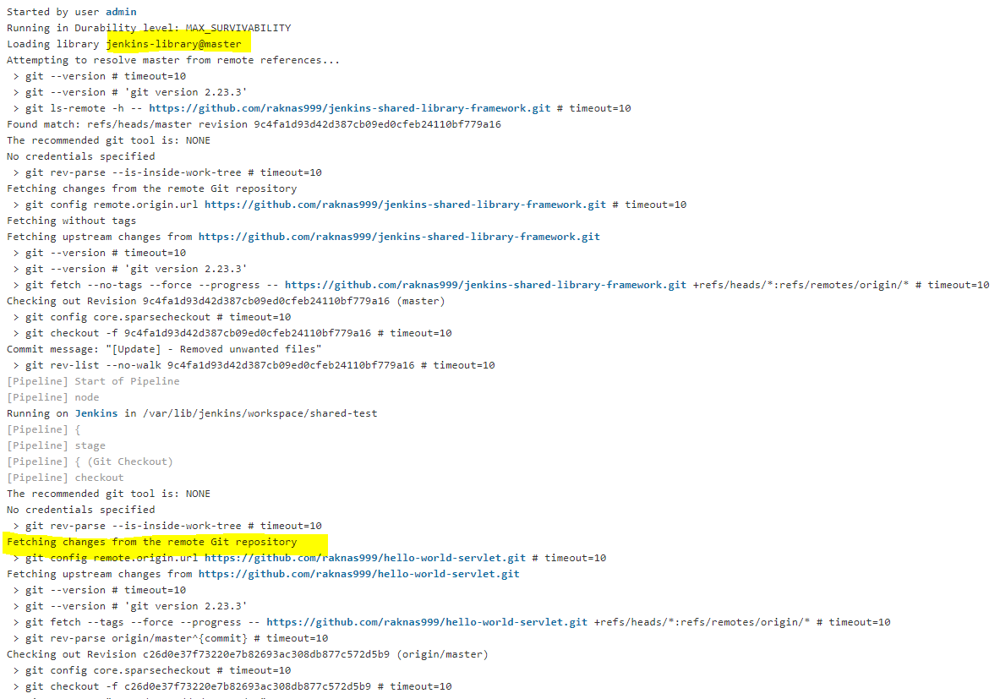 Started by user admin
Running in Durability level: MAX_SURVIVABILITY
Loading library jenkins-library@master
Attempting to resolve master from remote references...
 > git --version # timeout=10
 > git --version # 'git version 2.23.3'
 > git ls-remote -h -- https://github.com/raknas999/jenkins-shared-library-framework.git # timeout=10
Found match: refs/heads/master revision 9c4fa1d93d42d387cb09ed0cfeb24110bf779a16
The recommended git tool is: NONE
No credentials specified
 > git rev-parse --is-inside-work-tree # timeout=10
Fetching changes from the remote Git repository
 > git config remote.origin.url https://github.com/raknas999/jenkins-shared-library-framework.git # timeout=10
Fetching without tags
Fetching upstream changes from https://github.com/raknas999/jenkins-shared-library-framework.git
 > git --version # timeout=10
 > git --version # 'git version 2.23.3'
 > git fetch --no-tags --force --progress -- https://github.com/raknas999/jenkins-shared-library-framework.git +refs/heads/*:refs/remotes/origin/* # timeout=10
Checking out Revision 9c4fa1d93d42d387cb09ed0cfeb24110bf779a16 (master)
 > git config core.sparsecheckout # timeout=10
 > git checkout -f 9c4fa1d93d42d387cb09ed0cfeb24110bf779a16 # timeout=10
Commit message: "[Update] - Removed unwanted files"
 > git rev-list --no-walk 9c4fa1d93d42d387cb09ed0cfeb24110bf779a16 # timeout=10
[Pipeline] Start of Pipeline
[Pipeline] node
Running on Jenkins in /var/lib/jenkins/workspace/shared-test
[Pipeline] {
[Pipeline] stage
[Pipeline] { (Git Checkout)
[Pipeline] checkout
The recommended git tool is: NONE
No credentials specified
 > git rev-parse --is-inside-work-tree # timeout=10
Fetching changes from the remote Git repository
 > git config remote.origin.url https://github.com/raknas999/hello-world-servlet.git # timeout=10
Fetching upstream changes from https://github.com/raknas999/hello-world-servlet.git
 > git --version # timeout=10
 > git --version # 'git version 2.23.3'
 > git fetch --tags --force --progress -- https://github.com/raknas999/hello-world-servlet.git +refs/heads/*:refs/remotes/origin/* # timeout=10
 > git rev-parse origin/master^{commit} # timeout=10
Checking out Revision c26d0e37f73220e7b82693ac308db877c572d5b9 (origin/master)
 > git config core.sparsecheckout # timeout=10
 > git checkout -f c26d0e37f73220e7b82693ac308db877c572d5b9 # timeout=10